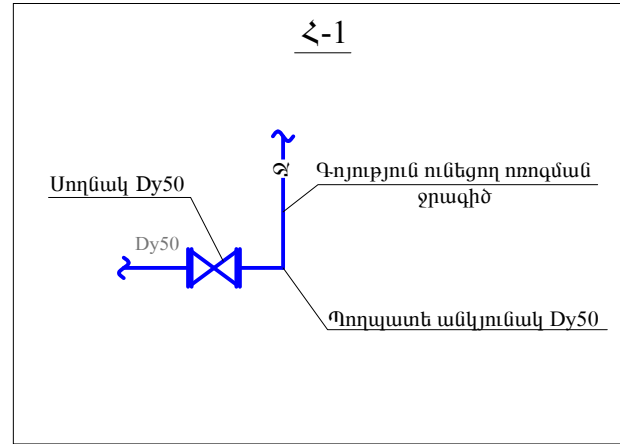 Հ-1
Ջ
Գոյություն ունեցող ոռոգման
ջրագիծ
Սողնակ Dy50
Dy50
Պողպատե անկյունակ Dy50